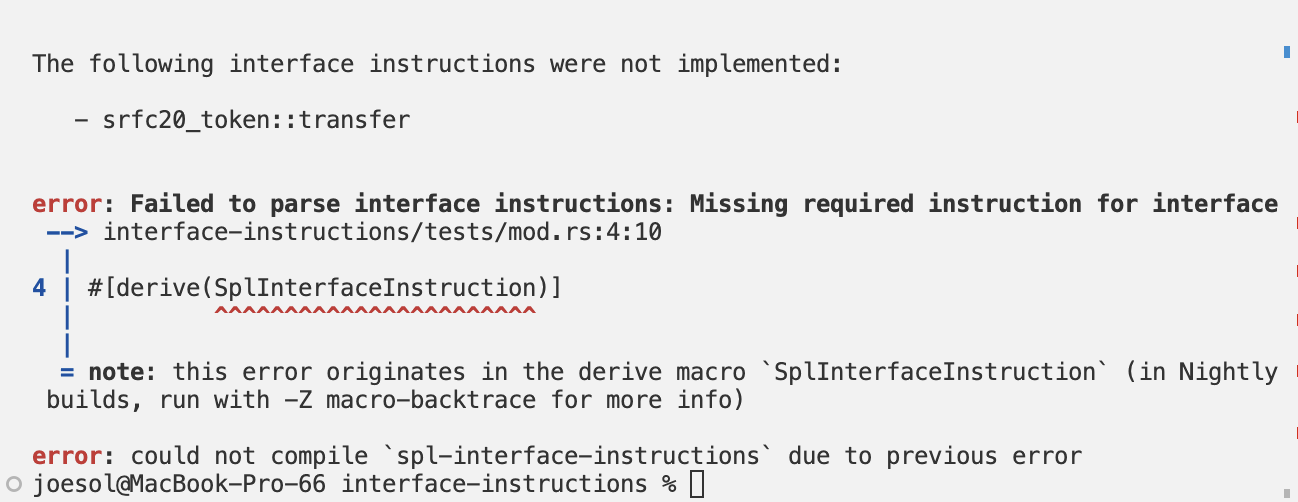 The following interface instructions were not implemented:
- srfc20_token::transfer
error: Failed to parse interface instructions: Missing required instruction for interface
--> interface-instructions/tests/mod.rs:4:10
|
4 | #[derive(SplInterfaceInstruction)]
| ^^^^^^^^^^^^^^^^^^^^^^^
|
= note: this error originates in the derive macro `SplInterfaceInstruction` (in Nightly
builds, run with -Z macro-backtrace for more info)
error: could not compile `spl-interface-instructions` due to previous error
joesol@MacBook-Pro-66 interface-instructions %